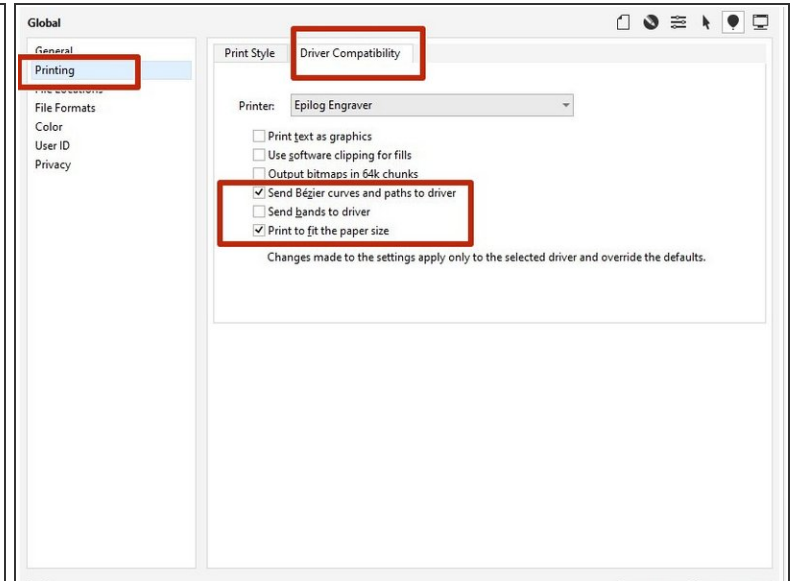 Global
General
Printing
File Locations
File Formats
Color
User ID
Privacy
Print Style
Driver Compatibility
Printer: Epilog Engraver
Print text as graphics
Use software clipping for fills
Output bitmaps in 64k chunks
Send Bézier curves and paths to driver
Send bands to driver
Print to fit the paper size
Changes made to the settings apply only to the selected driver and override the defaults.